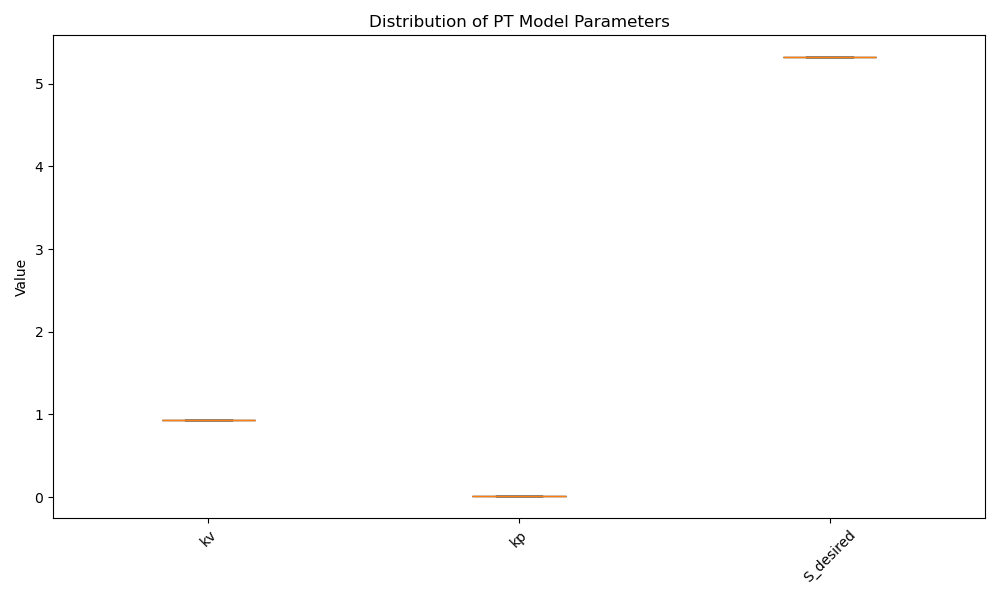 Distribution of PT Model Parameters
Value
5
4
3
2
1
0
kv
kp
S_desired